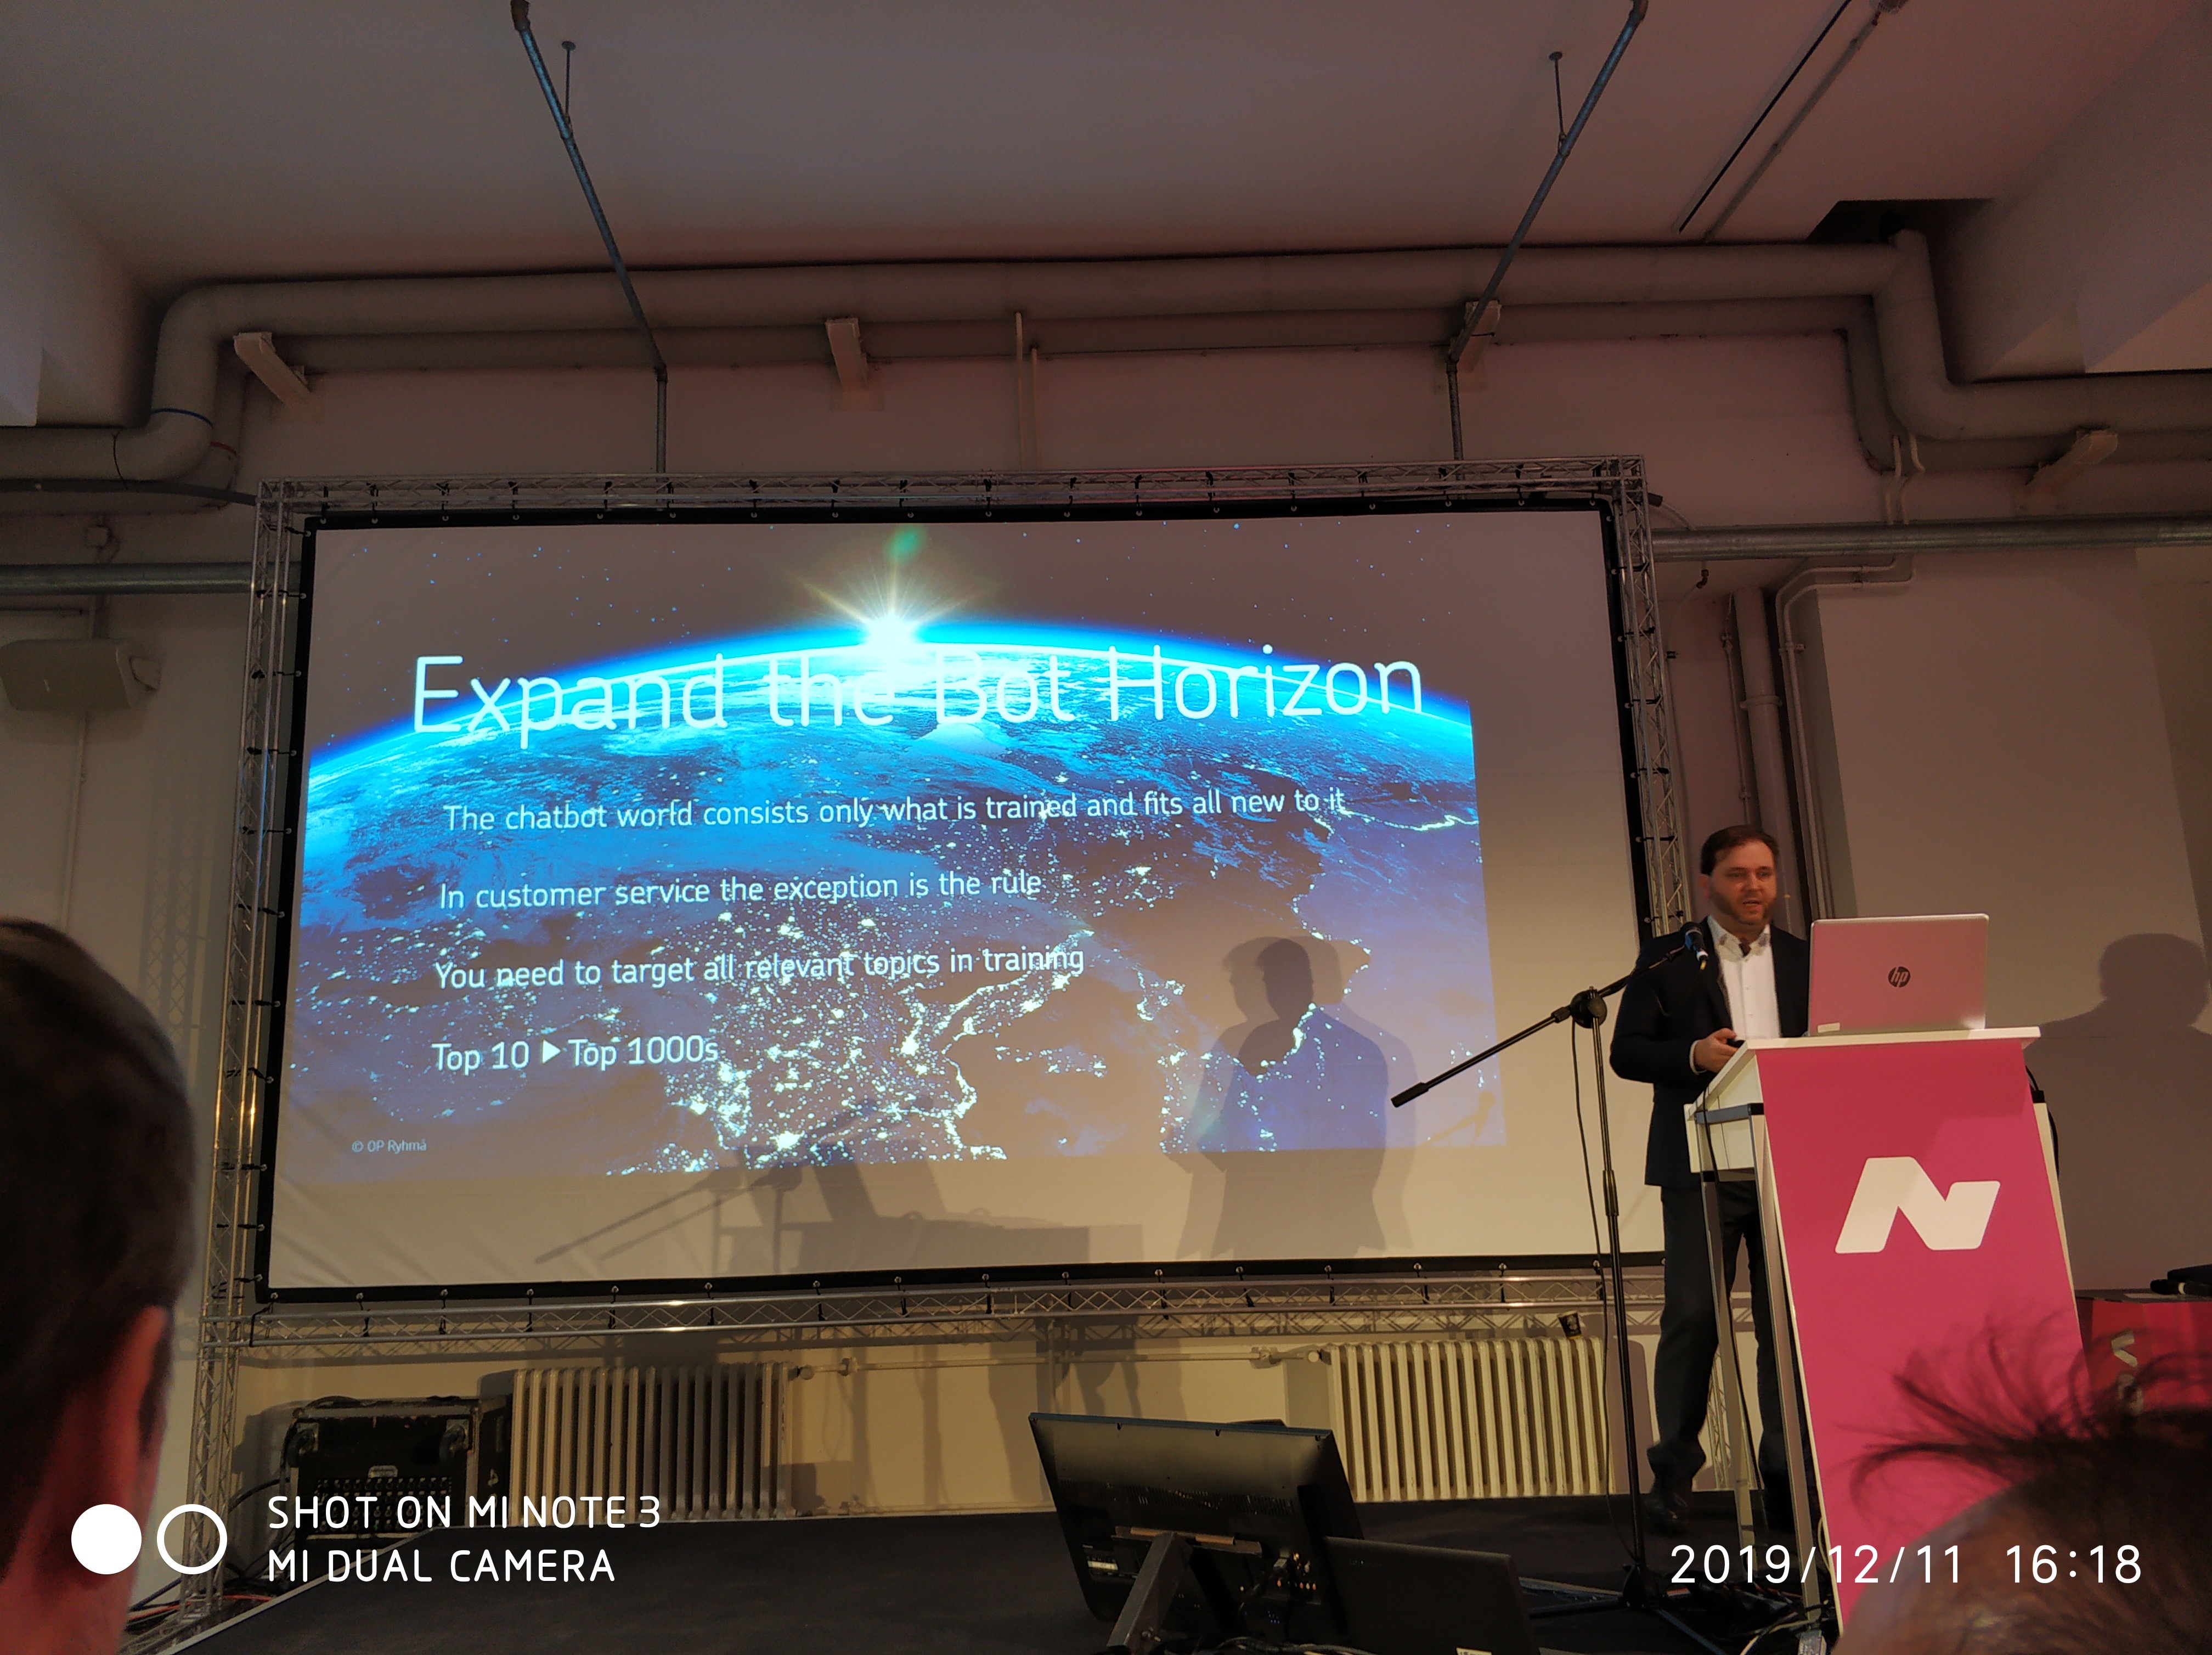 Expand the Bot Horizon
The chatbot world consists only what is trained and fits all new to it
In customer service the exception is the rule
You need to target all relevant topics in training
Top 10 ▶ Top 1000s
© OP Ryhmä
hp
N
SHOT ON MI NOTE 3
MI DUAL CAMERA
2019/12/11 16:18